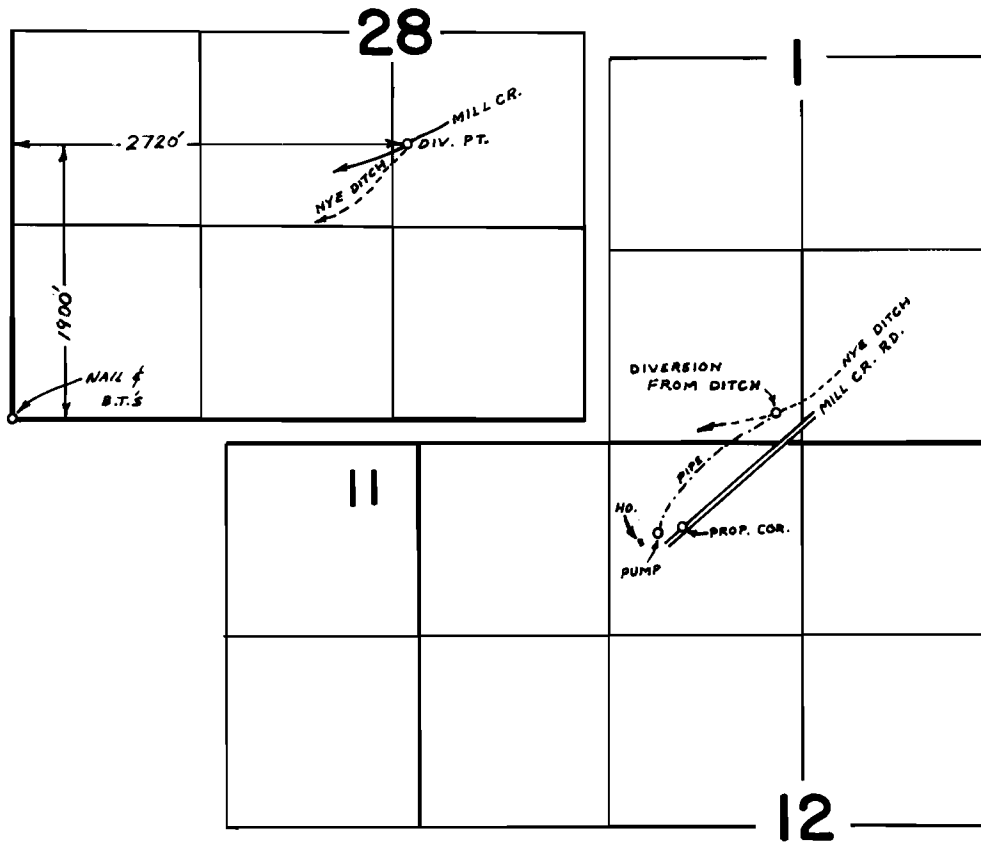 28
1
MILL CR.
2720'
DIV. PT.
NYE DITCH
1900'
NAIL &
B.T.'S
NYE DITCH
MILL CR. RD.
DIVERSION
FROM DITCH
11
PIPE
HO.
PROP. COR.
PUMP
12